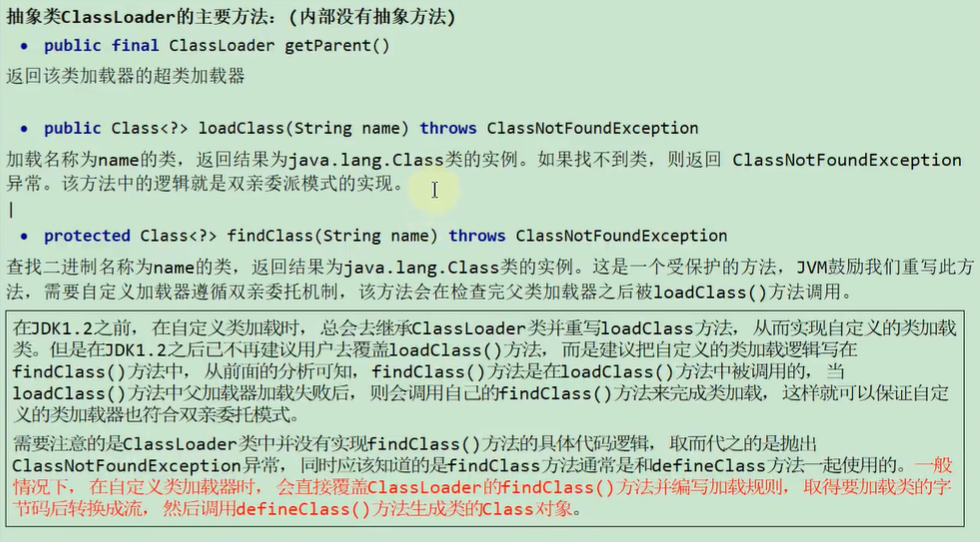 抽象类ClassLoader的主要方法：(内部没有抽象方法)
• public final ClassLoader getParent()
返回该类加载器的超类加载器
• public Class<?> loadClass(String name) throws ClassNotFoundException
加载名称为name的类，返回结果为java.lang.Class类的实例。如果找不到类，则返回 ClassNotFoundException
异常。该方法中的逻辑就是双亲委派模式的实现。
• protected Class<?> findClass(String name) throws ClassNotFoundException
查找二进制名称为name的类，返回结果为java.lang.Class类的实例。这是一个受保护的方法，JVM鼓励我们重写此方
法，需要自定义加载器遵循双亲委托机制，该方法会在检查完父类加载器之后被loadClass()方法调用。
在JDK1.2之前，在自定义类加载时，总会去继承ClassLoader类并重写loadClass方法，从而实现自定义的类加载
类。但是在JDK1.2之后已不再建议用户去覆盖loadClass()方法，而是建议把自定义的类加载逻辑写在
findClass()方法中，从前面的分析可知，findClass()方法是在loadClass()方法中被调用的，当
loadClass()方法中父加载器加载失败后，则会调用自己的findClass()方法来完成类加载，这样就可以保证自定
义的类加载器也符合双亲委托模式。
需要注意的是ClassLoader类中并没有实现findClass()方法的具体代码逻辑，取而代之的是抛出
ClassNotFoundException异常，同时应该知道的是findClass方法通常是和defineClass方法一起使用的。一般
情况下，在自定义类加载器时，会直接覆盖ClassLoader的findClass()方法并编写加载规则，取得要加载类的字
节码后转换成流，然后调用defineClass()方法生成类的Class对象。